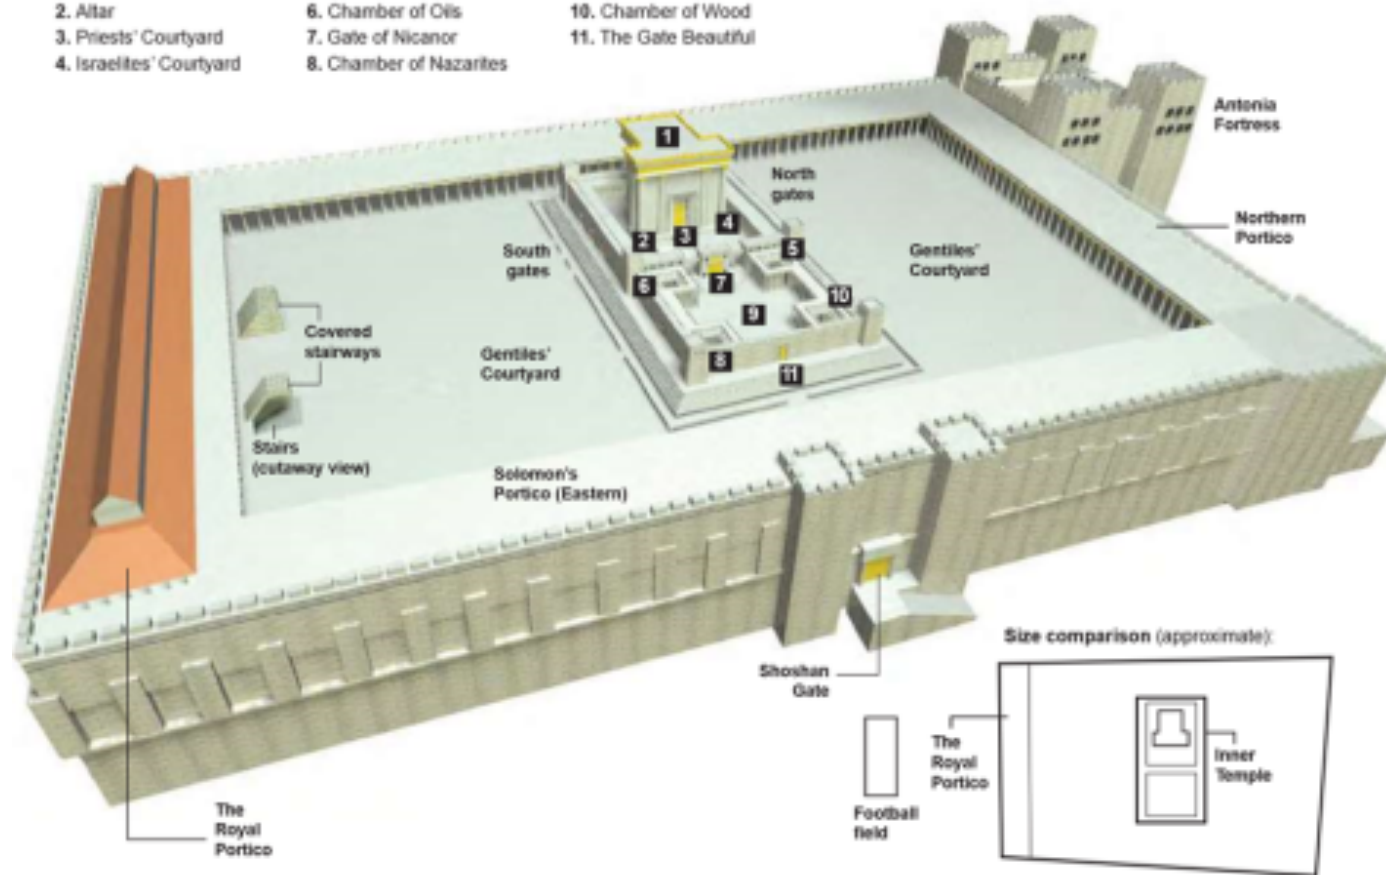 2. Altar
3. Priests' Courtyard
4. Israelites' Courtyard
6. Chamber of Oils
7. Gate of Nicanor
8. Chamber of Nazarites
10. Chamber of Wood
11. The Gate Beautiful
Antonia
Fortress
1
North
gates
Northern
Portico
4
2
3
5
South
gates
Gentiles'
Courtyard
6
7
10
9
Covered
stairways
Gentiles'
Courtyard
8
11
Stairs
(cutaway view)
Solomon's
Portico (Eastern)
Size comparison (approximate):
Shoshan
Gate
The
Royal
Portico
Inner
Temple
Football
field
The
Royal
Portico